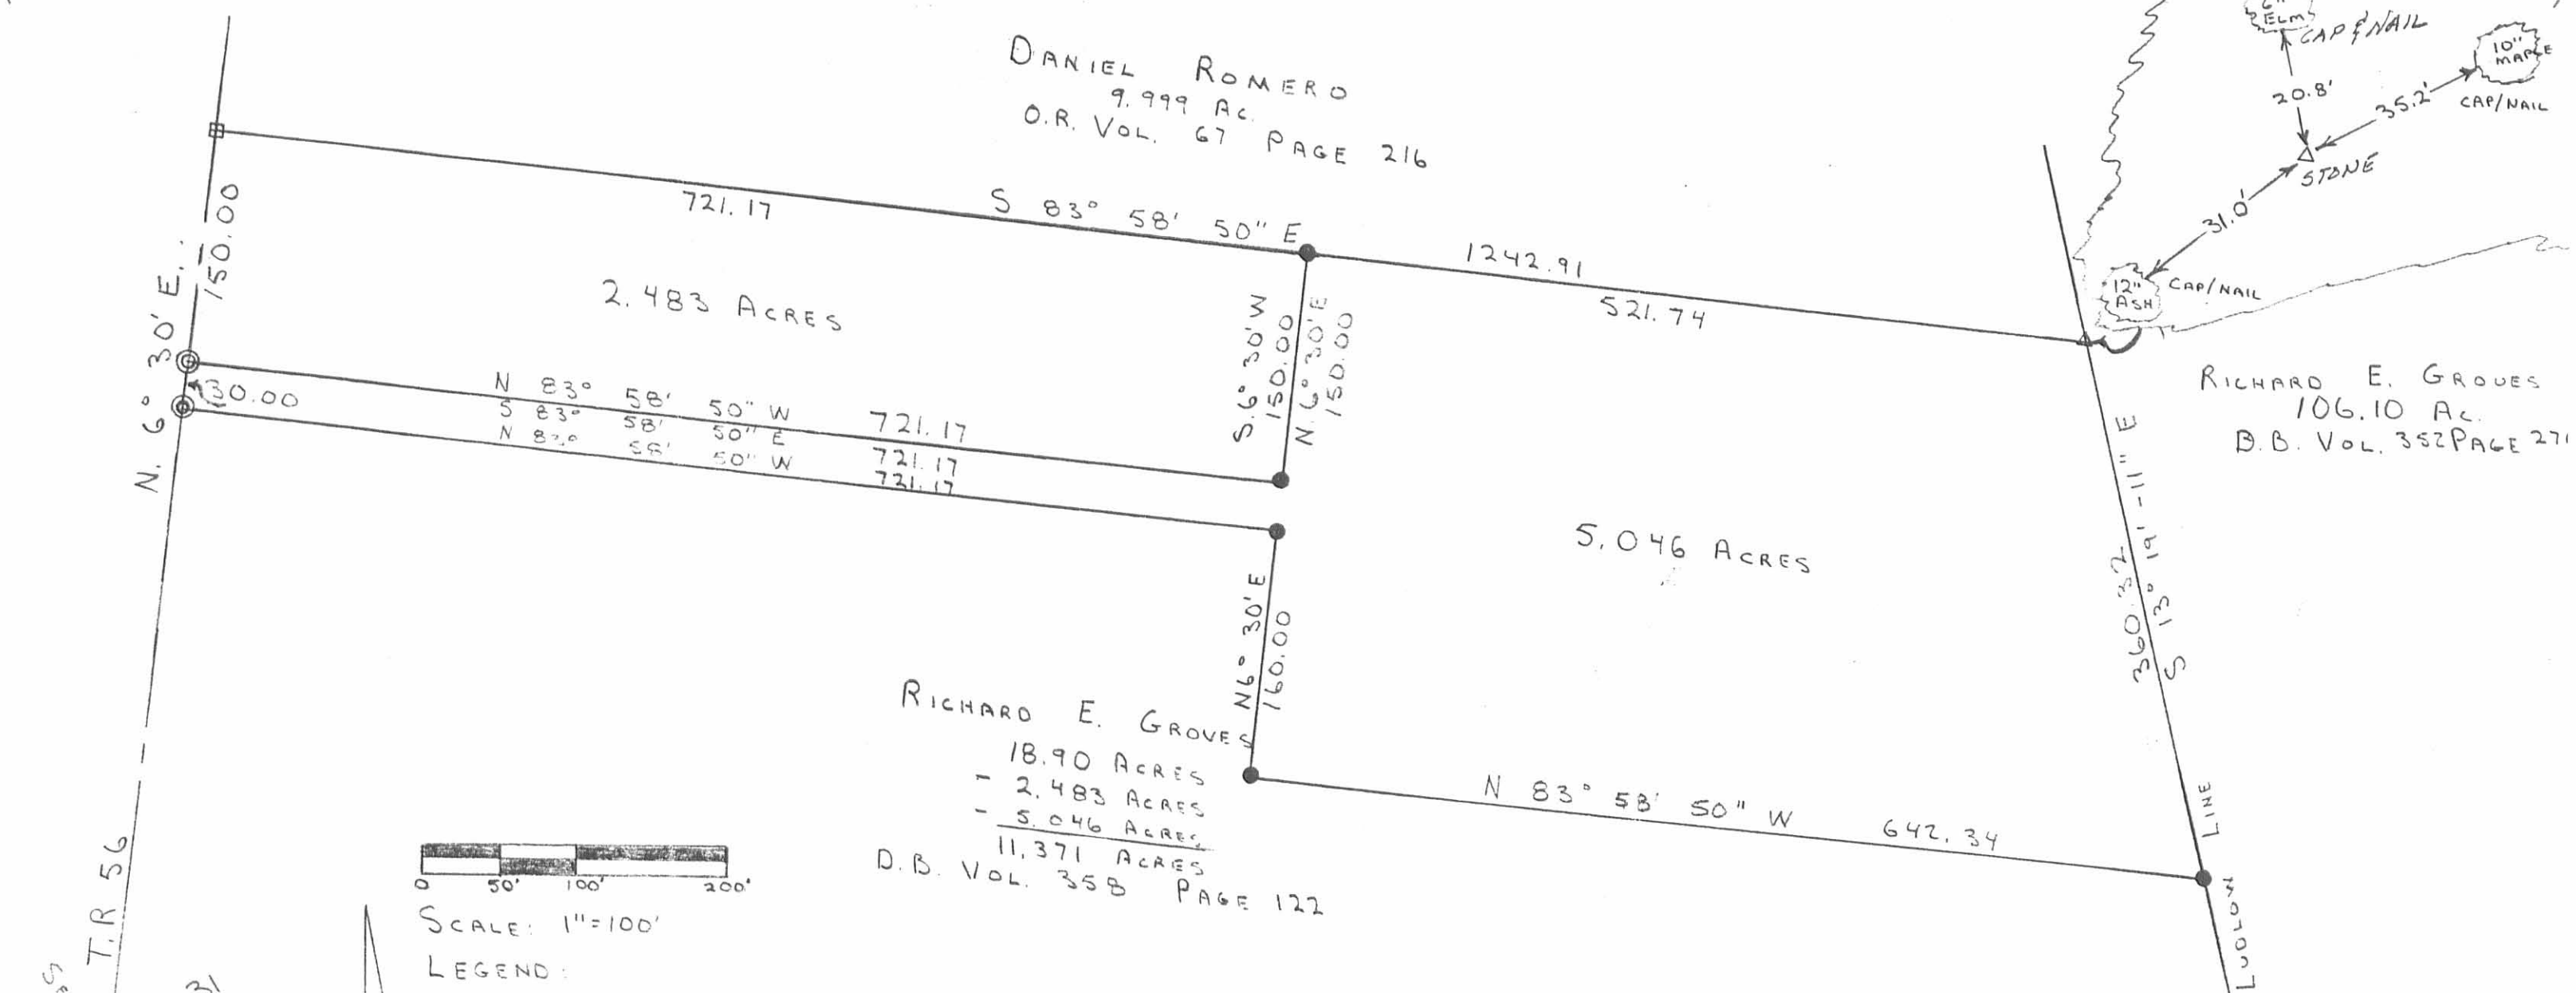 DANIEL ROMERO
9.999 AC.
O.R. VOL. 67 PAGE 216
ELM
CAP & NAIL
10"
MAPLE
CAP/NAIL
20.8'
35.2'
STONE
31.0'
12"
ASH
CAP/NAIL
150.00
N. 6° 30' E.
721.17
S 83° 58' 50" E
1242.91
521.74
2.483 ACRES
S. 6° 30' W
150.00
N. 6° 30' E
150.00
30.00
N 83° 58' 50" W 721.17
S 83° 58' 50" E 721.17
N 83° 58' 50" W 721.17
RICHARD E. GROVES
106.10 AC.
D.B. VOL. 352 PAGE 271
5.046 ACRES
360.32
S 13° 19' -11" E
N 6° 30' E
160.00
RICHARD E. GROVES
18.90 ACRES
- 2.483 ACRES
- 5.046 ACRES
11.371 ACRES
D.B. VOL. 358 PAGE 122
N 83° 58' 50" W 642.34
LUDLOW LINE
T.R 56
0 50' 100' 200'
SCALE: 1"=100'
LEGEND: